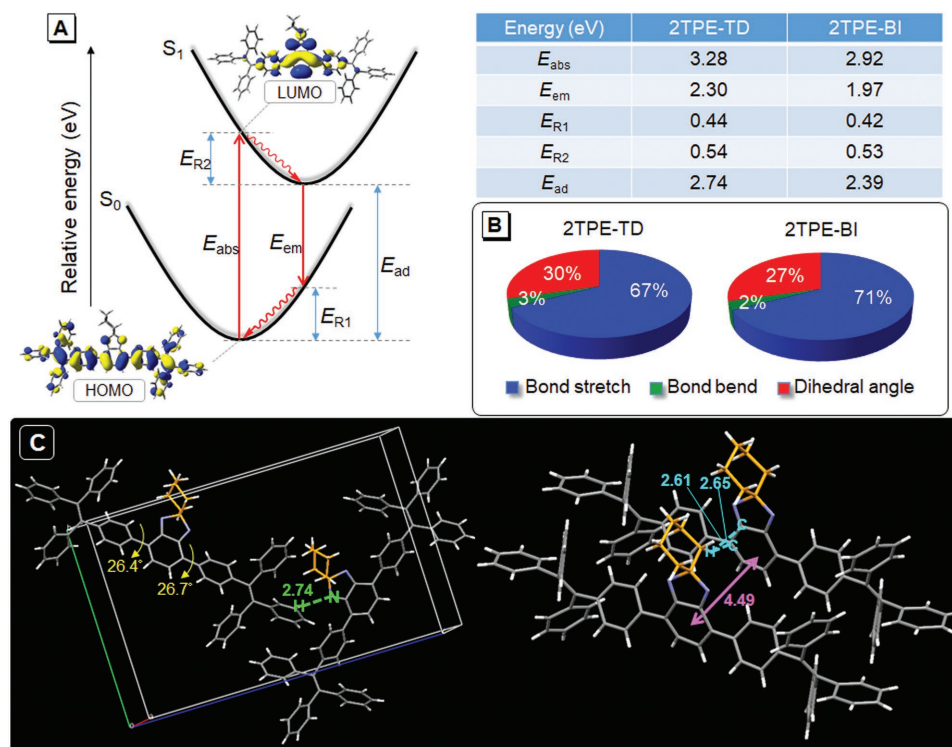 A
Relative energy (eV)
S1
LUMO
ER2
S0
Eabs
Eem
Ead
ER1
HOMO
Energy (eV) 2TPE-TD 2TPE-BI
Eabs 3.28 2.92
Eem 2.30 1.97
ER1 0.44 0.42
ER2 0.54 0.53
Ead 2.74 2.39
B
2TPE-TD 2TPE-BI
30% 3% 67%
27% 2% 71%
Bond stretch Bond bend Dihedral angle
C
26.4°
26.7°
2.74
H N
2.61 2.65
C
H C
4.49